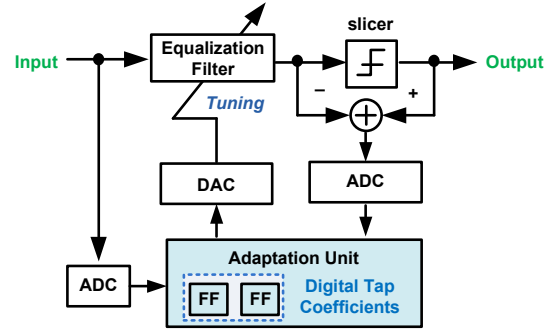 slicer
Input
Equalization
Filter
Output
−
+
Tuning
DAC
ADC
Adaptation Unit
ADC
FF
FF
Digital Tap
Coefficients